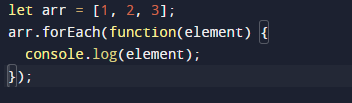 let arr = [1, 2, 3];
arr.forEach(function(element) {
  console.log(element);
});